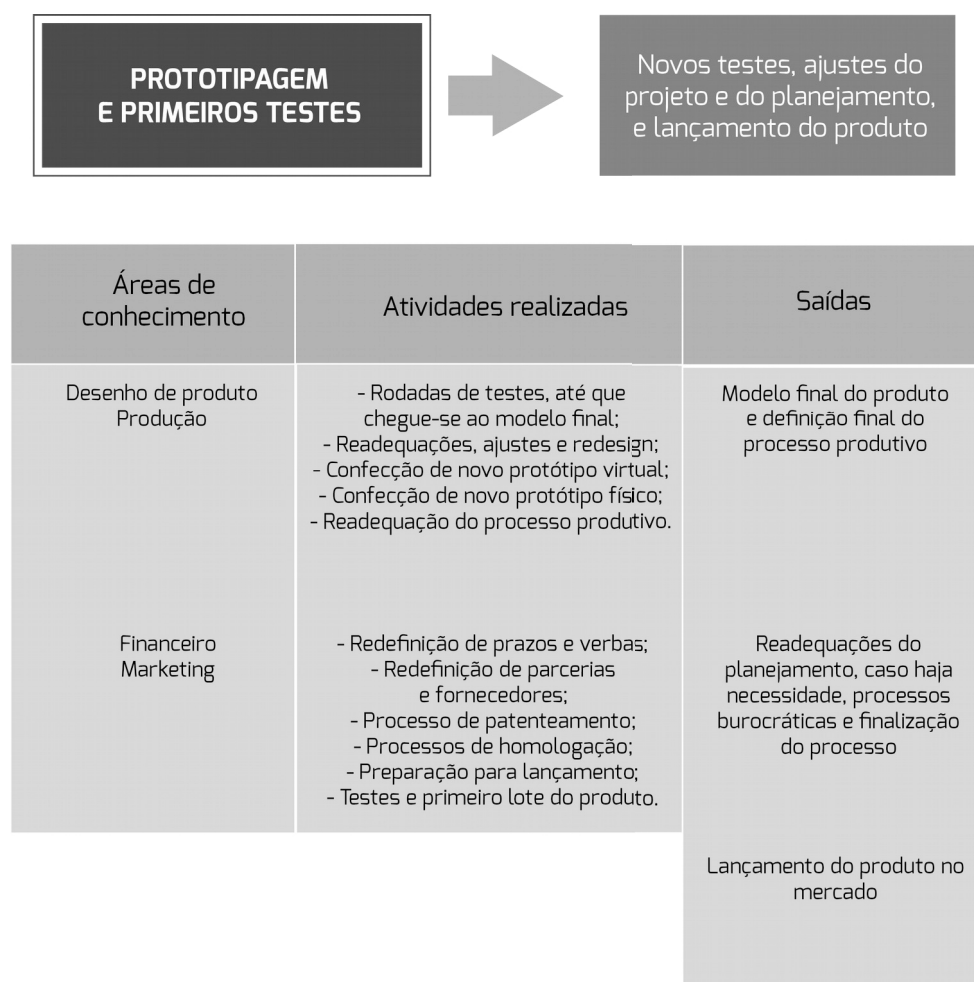 PROTOTIPAGEM
E PRIMEIROS TESTES
Novos testes, ajustes do
projeto e do planejamento,
e lançamento do produto
Áreas de
conhecimento
Atividades realizadas
Saídas
Desenho de produto
Produção
- Rodadas de testes, até que
chegue-se ao modelo final;
- Readequações, ajustes e redesign;
- Confecção de novo protótipo virtual;
- Confecção de novo protótipo físico;
- Readequação do processo produtivo.
Modelo final do produto
e definição final do
processo produtivo
Financeiro
Marketing
- Redefinição de prazos e verbas;
- Redefinição de parcerias
e fornecedores;
- Processo de patenteamento;
- Processos de homologação;
- Preparação para lançamento;
- Testes e primeiro lote do produto.
Readequações do
planejamento, caso haja
necessidade, processos
burocráticas e finalização
do processo
Lançamento do produto no
mercado